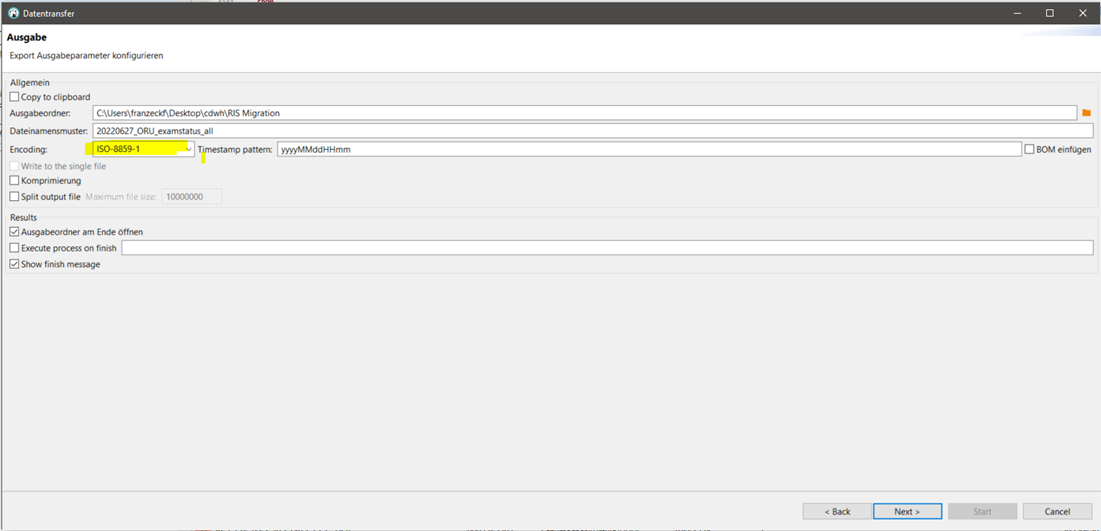 Datentransfer
Ausgabe
Export Ausgabeparameter konfigurieren
Allgemein
Copy to clipboard
Ausgabeordner: C:\Users\franzeckf\Desktop\cdwh\RIS Migration
Dateinamensmuster: 20220627_ORU_examstatus_all
Encoding: ISO-8859-1 Timestamp pattern: yyyyMMddHHmm BOM einfügen
Write to the single file
Komprimierung
Split output file Maximum file size: 10000000
Results
Ausgabeordner am Ende öffnen
Execute process on finish
Show finish message
< Back Next > Start Cancel